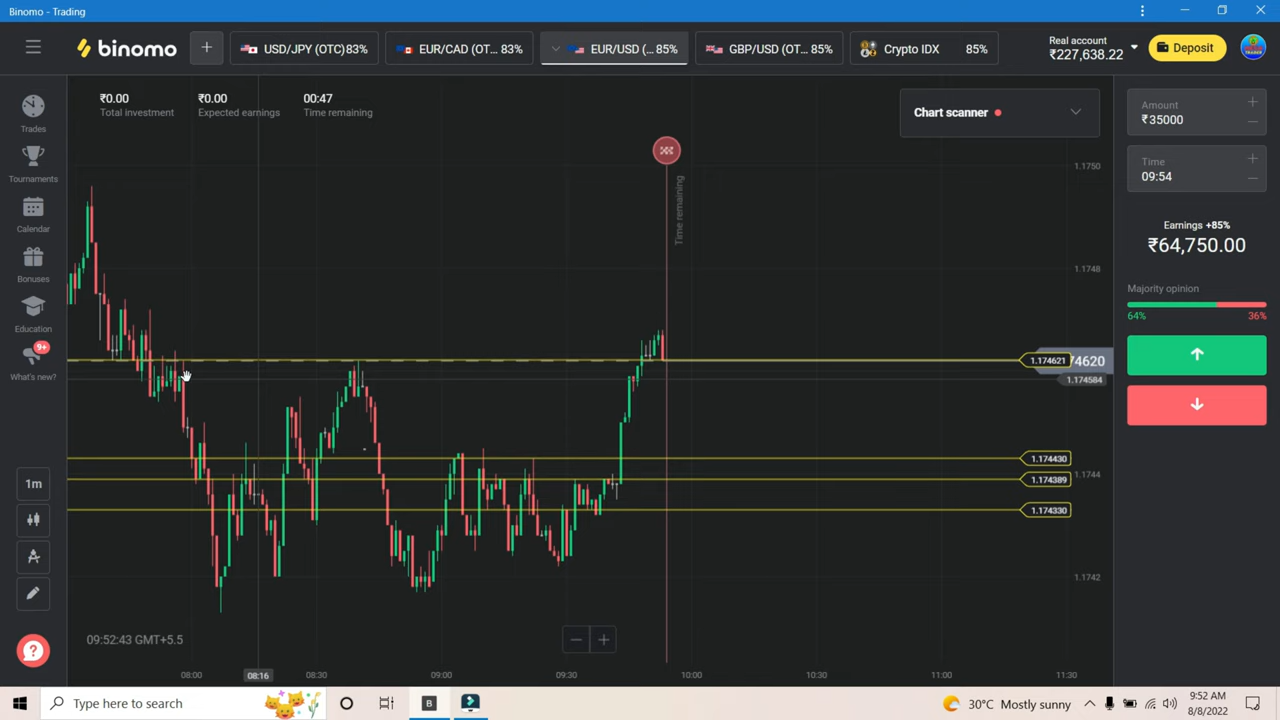 Binomo - Trading
binomo
+
USD/JPY (OTC) 83%
EUR/CAD (OT... 83%
EUR/USD (... 85%
GBP/USD (OT... 85%
Crypto IDX 85%
Real account
₹227,638.22
Deposit
₹0.00
Total investment
₹0.00
Expected earnings
00:47
Time remaining
Chart scanner
Amount
₹35000
Time
09:54
Earnings +85%
₹64,750.00
Majority opinion
64% 36%
Trades
Tournaments
Calendar
Bonuses
Education
9+
What's new?
1m
Time remaining
1.1750
1.1748
1.174621
74620
1.174584
1.174430
1.1744
1.174389
1.174330
1.1742
09:52:43 GMT+5.5
08:00 08:16 08:30 09:00 09:30 10:00 10:30 11:00 11:30
Type here to search
B
30°C Mostly sunny
9:52 AM
8/8/2022